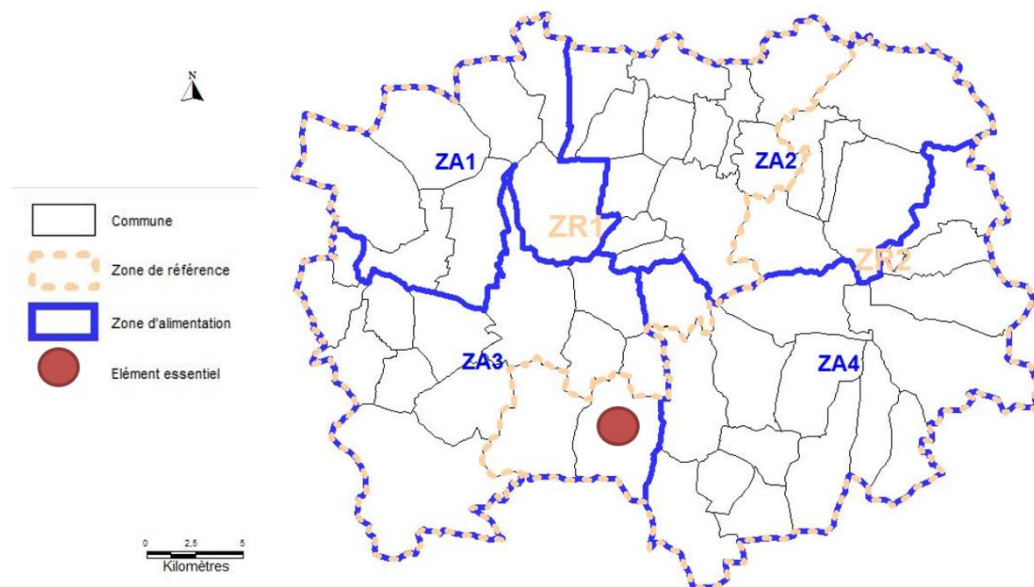 N
ZA1
ZA2
ZR1
ZR2
ZA3
ZA4
Commune
Zone de référence
Zone d'alimentation
Elément essentiel
0 2,5 5
Kilomètres